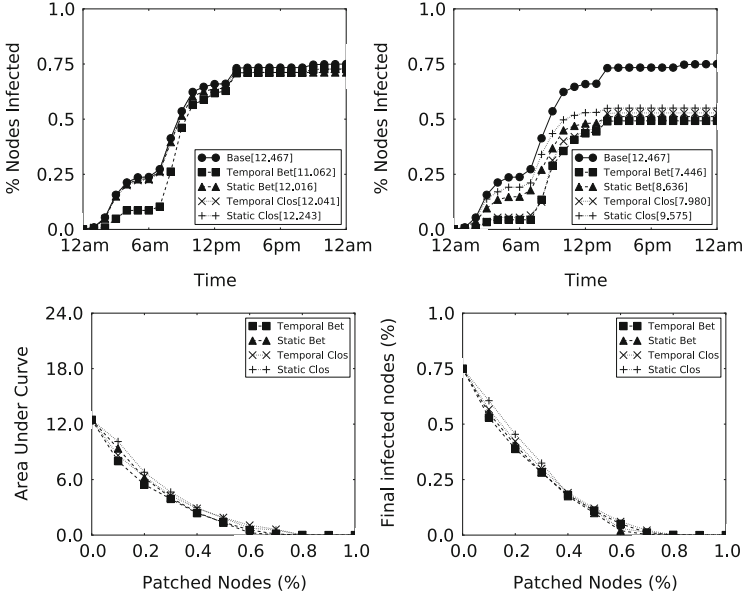 1.0
0.75
0.5
0.25
0.0
% Nodes Infected
Base[12.467]
Temporal Bet[11.062]
Static Bet[12.016]
Temporal Clos[12.041]
Static Clos[12.243]
12am 6am 12pm 6pm 12am
Time
1.0
0.75
0.5
0.25
0.0
% Nodes Infected
Base[12.467]
Temporal Bet[7.446]
Static Bet[8.636]
Temporal Clos[7.980]
Static Clos[9.575]
12am 6am 12pm 6pm 12am
Time
24.0
18.0
12.0
6.0
0.0
Area Under Curve
Temporal Bet
Static Bet
Temporal Clos
Static Clos
0.0 0.2 0.4 0.6 0.8 1.0
Patched Nodes (%)
1.0
0.75
0.5
0.25
0.0
Final infected nodes (%)
Temporal Bet
Static Bet
Temporal Clos
Static Clos
0.0 0.2 0.4 0.6 0.8 1.0
Patched Nodes (%)